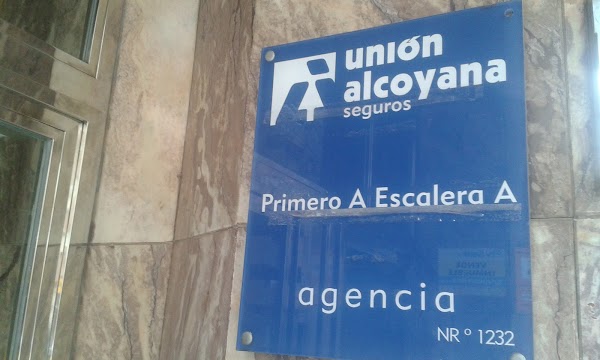 unión
alcoyana
seguros
Primero A Escalera A
agencia
NR º 1232